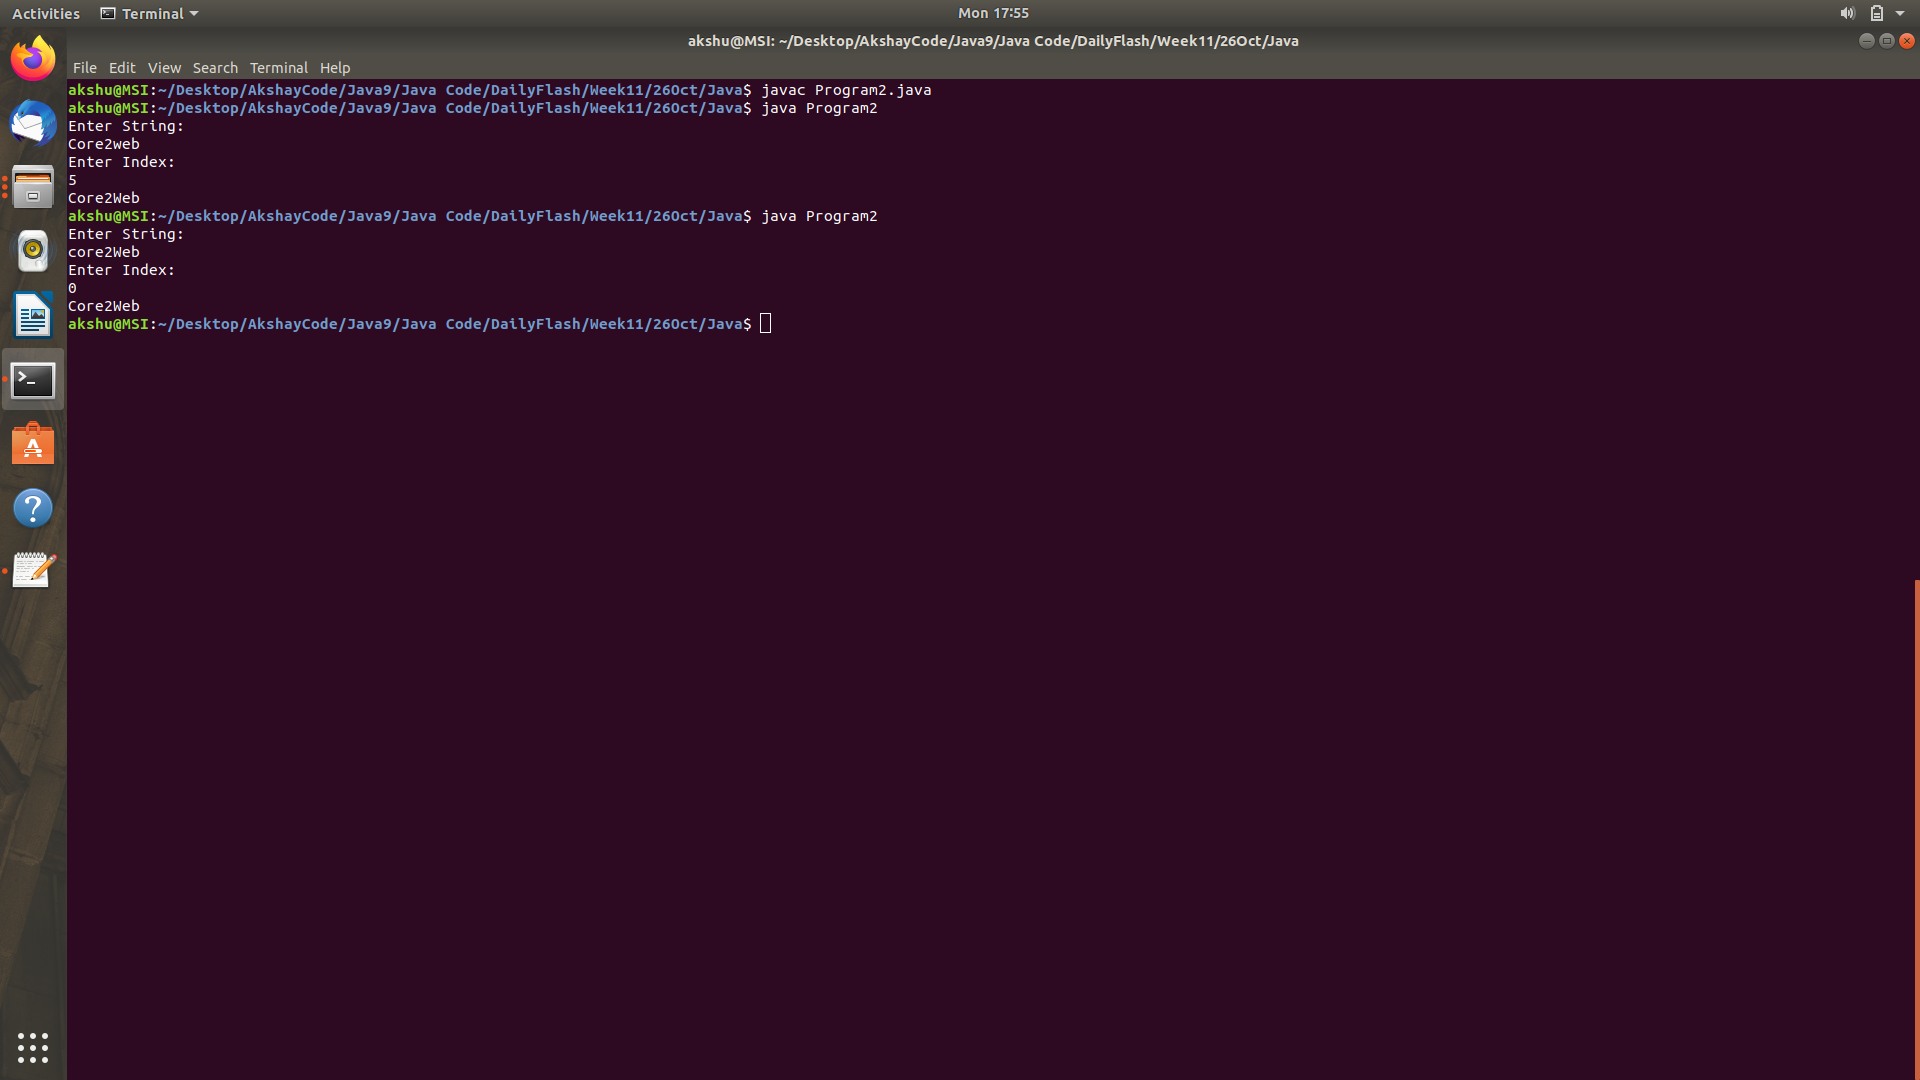 Activities Terminal Mon 17:55
akshu@MSI: ~/Desktop/AkshayCode/Java9/Java Code/DailyFlash/Week11/26Oct/Java
File Edit View Search Terminal Help
akshu@MSI:~/Desktop/AkshayCode/Java9/Java Code/DailyFlash/Week11/26Oct/Java$ javac Program2.java
akshu@MSI:~/Desktop/AkshayCode/Java9/Java Code/DailyFlash/Week11/26Oct/Java$ java Program2
Enter String:
Core2web
Enter Index:
5
Core2Web
akshu@MSI:~/Desktop/AkshayCode/Java9/Java Code/DailyFlash/Week11/26Oct/Java$ java Program2
Enter String:
core2Web
Enter Index:
0
Core2Web
akshu@MSI:~/Desktop/AkshayCode/Java9/Java Code/DailyFlash/Week11/26Oct/Java$